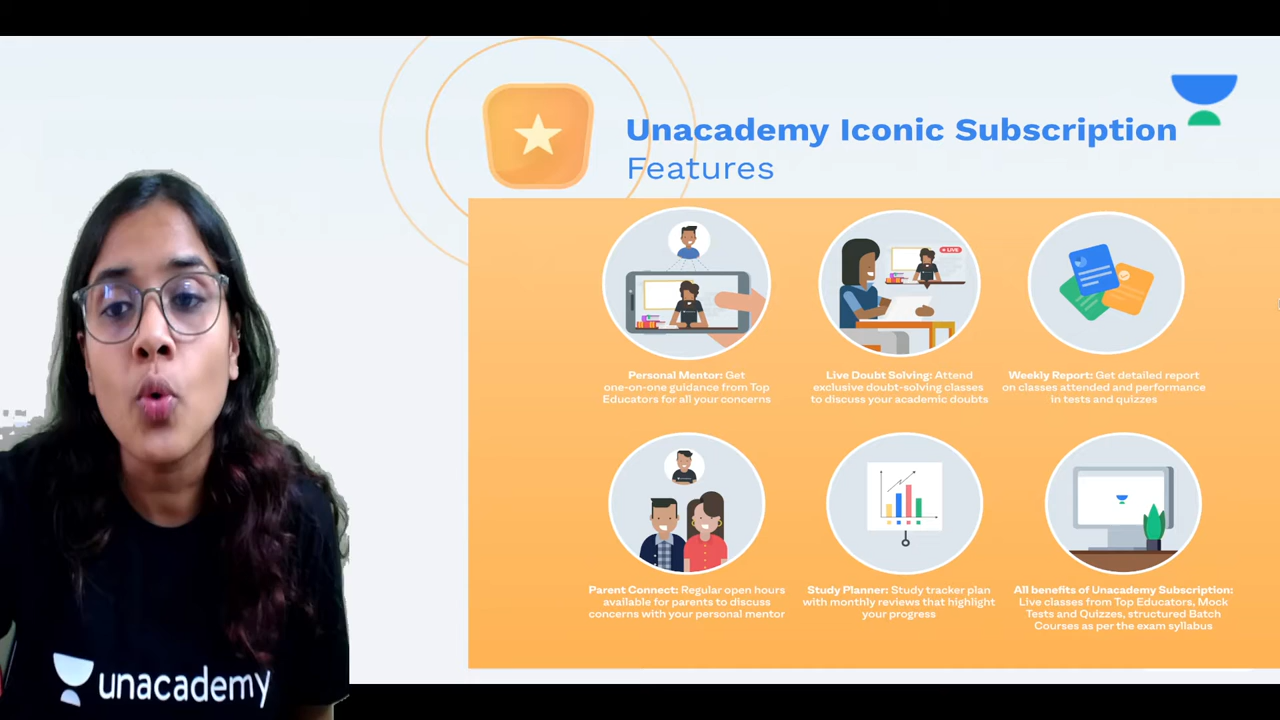 Unacademy Iconic Subscription
Features
LIVE
Personal Mentor: Get
one-on-one guidance from Top
Educators for all your concerns
Live Doubt Solving: Attend
exclusive doubt-solving classes
to discuss your academic doubts
Weekly Report: Get detailed report
on classes attended and performance
in tests and quizzes
Parent Connect: Regular open hours
available for parents to discuss
concerns with your personal mentor
Study Planner: Study tracker plan
with monthly reviews that highlight
your progress
All benefits of Unacademy Subscription:
Live classes from Top Educators, Mock
Tests and Quizzes, structured Batch
Courses as per the exam syllabus
unacademy